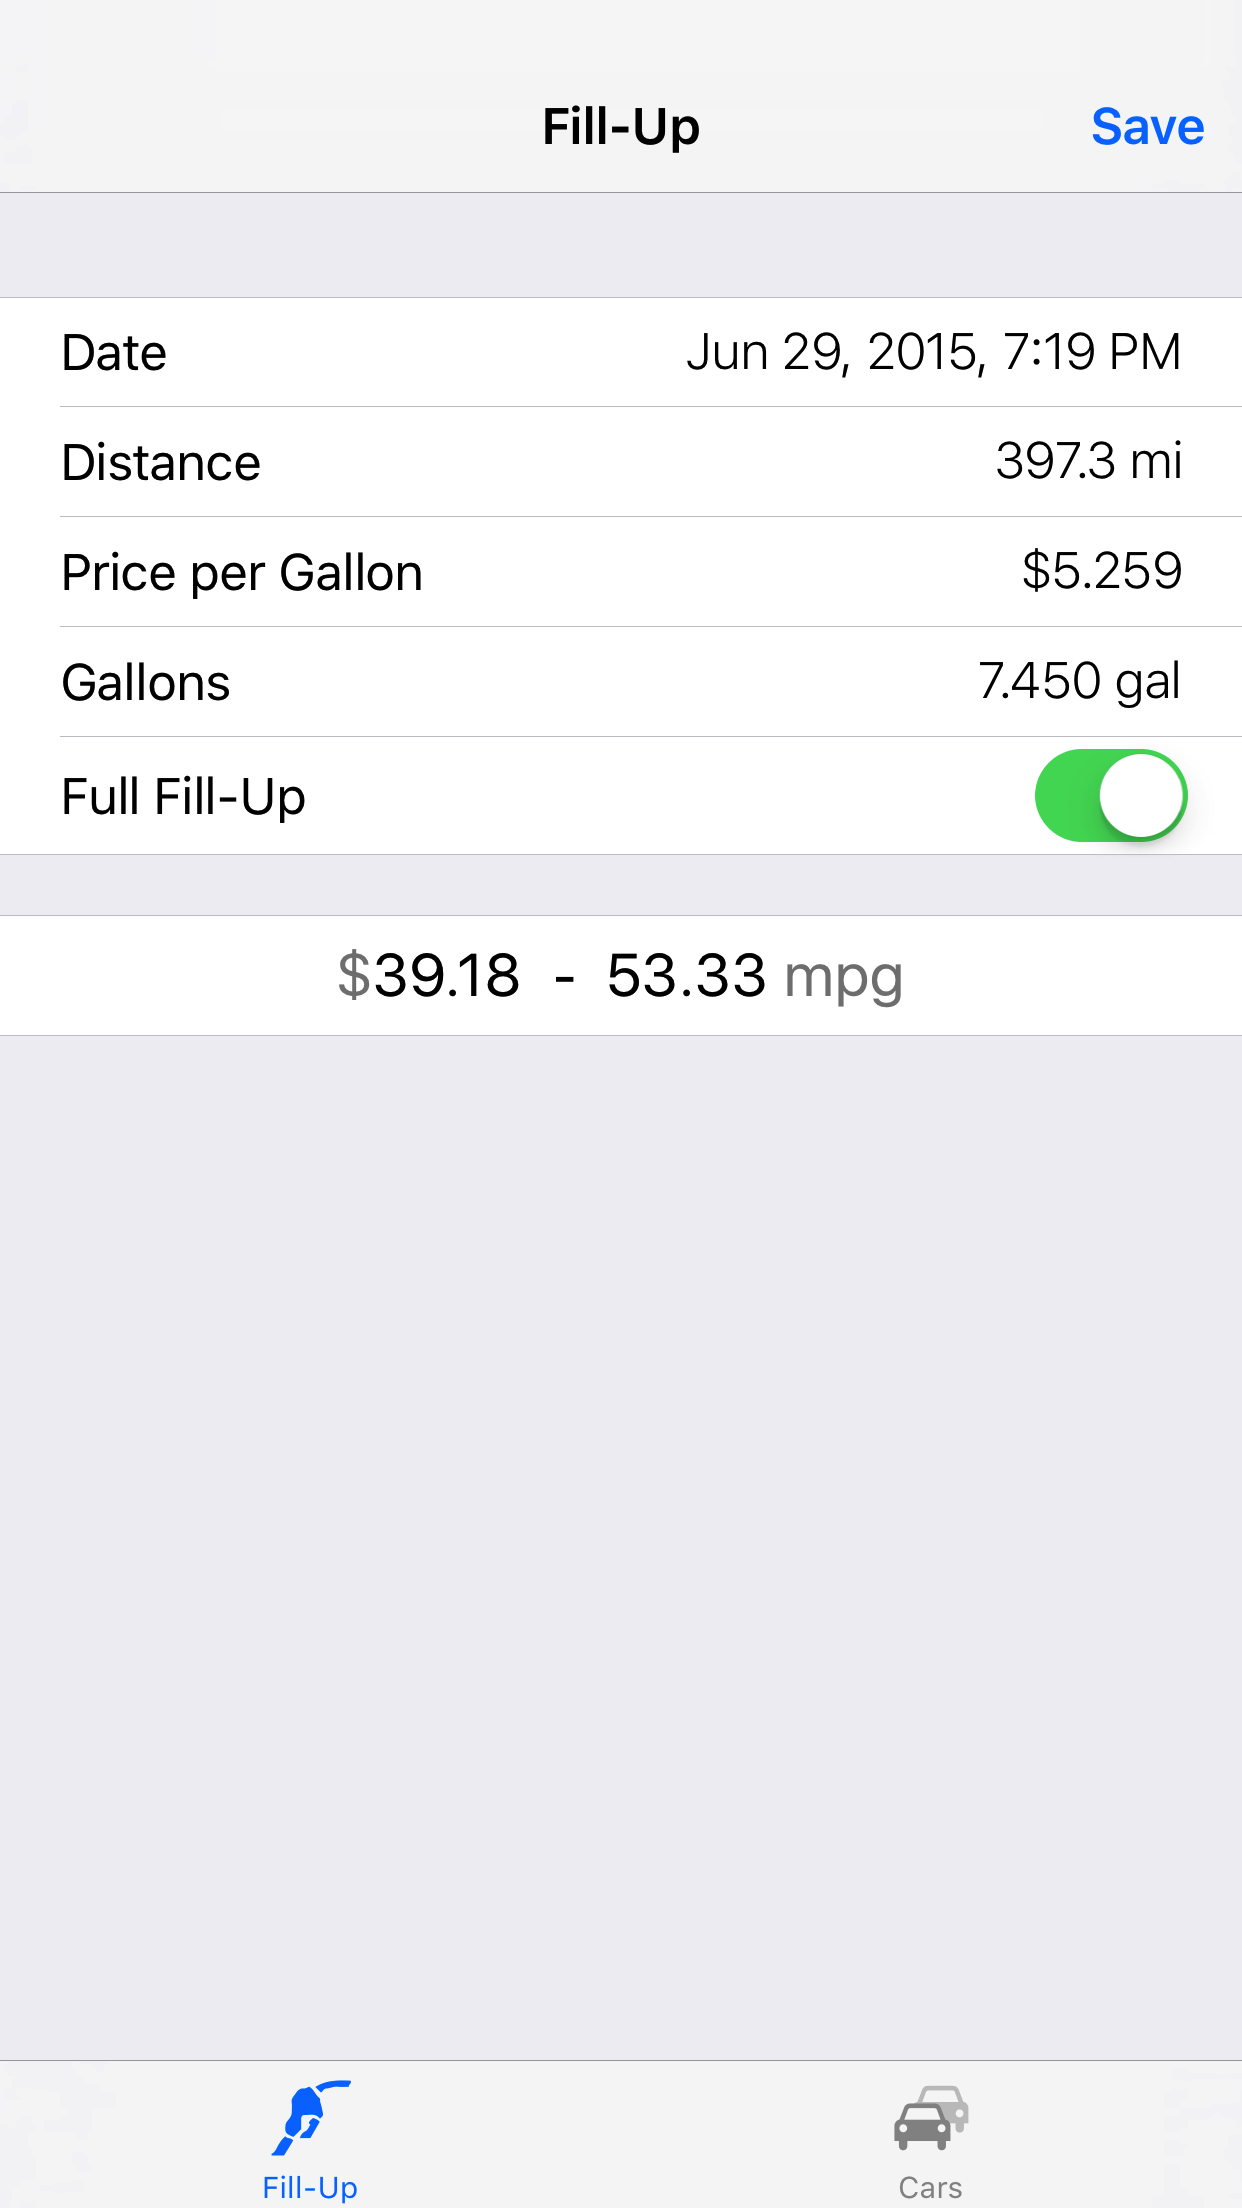 Fill-Up Save
Date Jun 29, 2015, 7:19 PM
Distance 397.3 mi
Price per Gallon $5.259
Gallons 7.450 gal
Full Fill-Up
$39.18 - 53.33 mpg
Fill-Up Cars